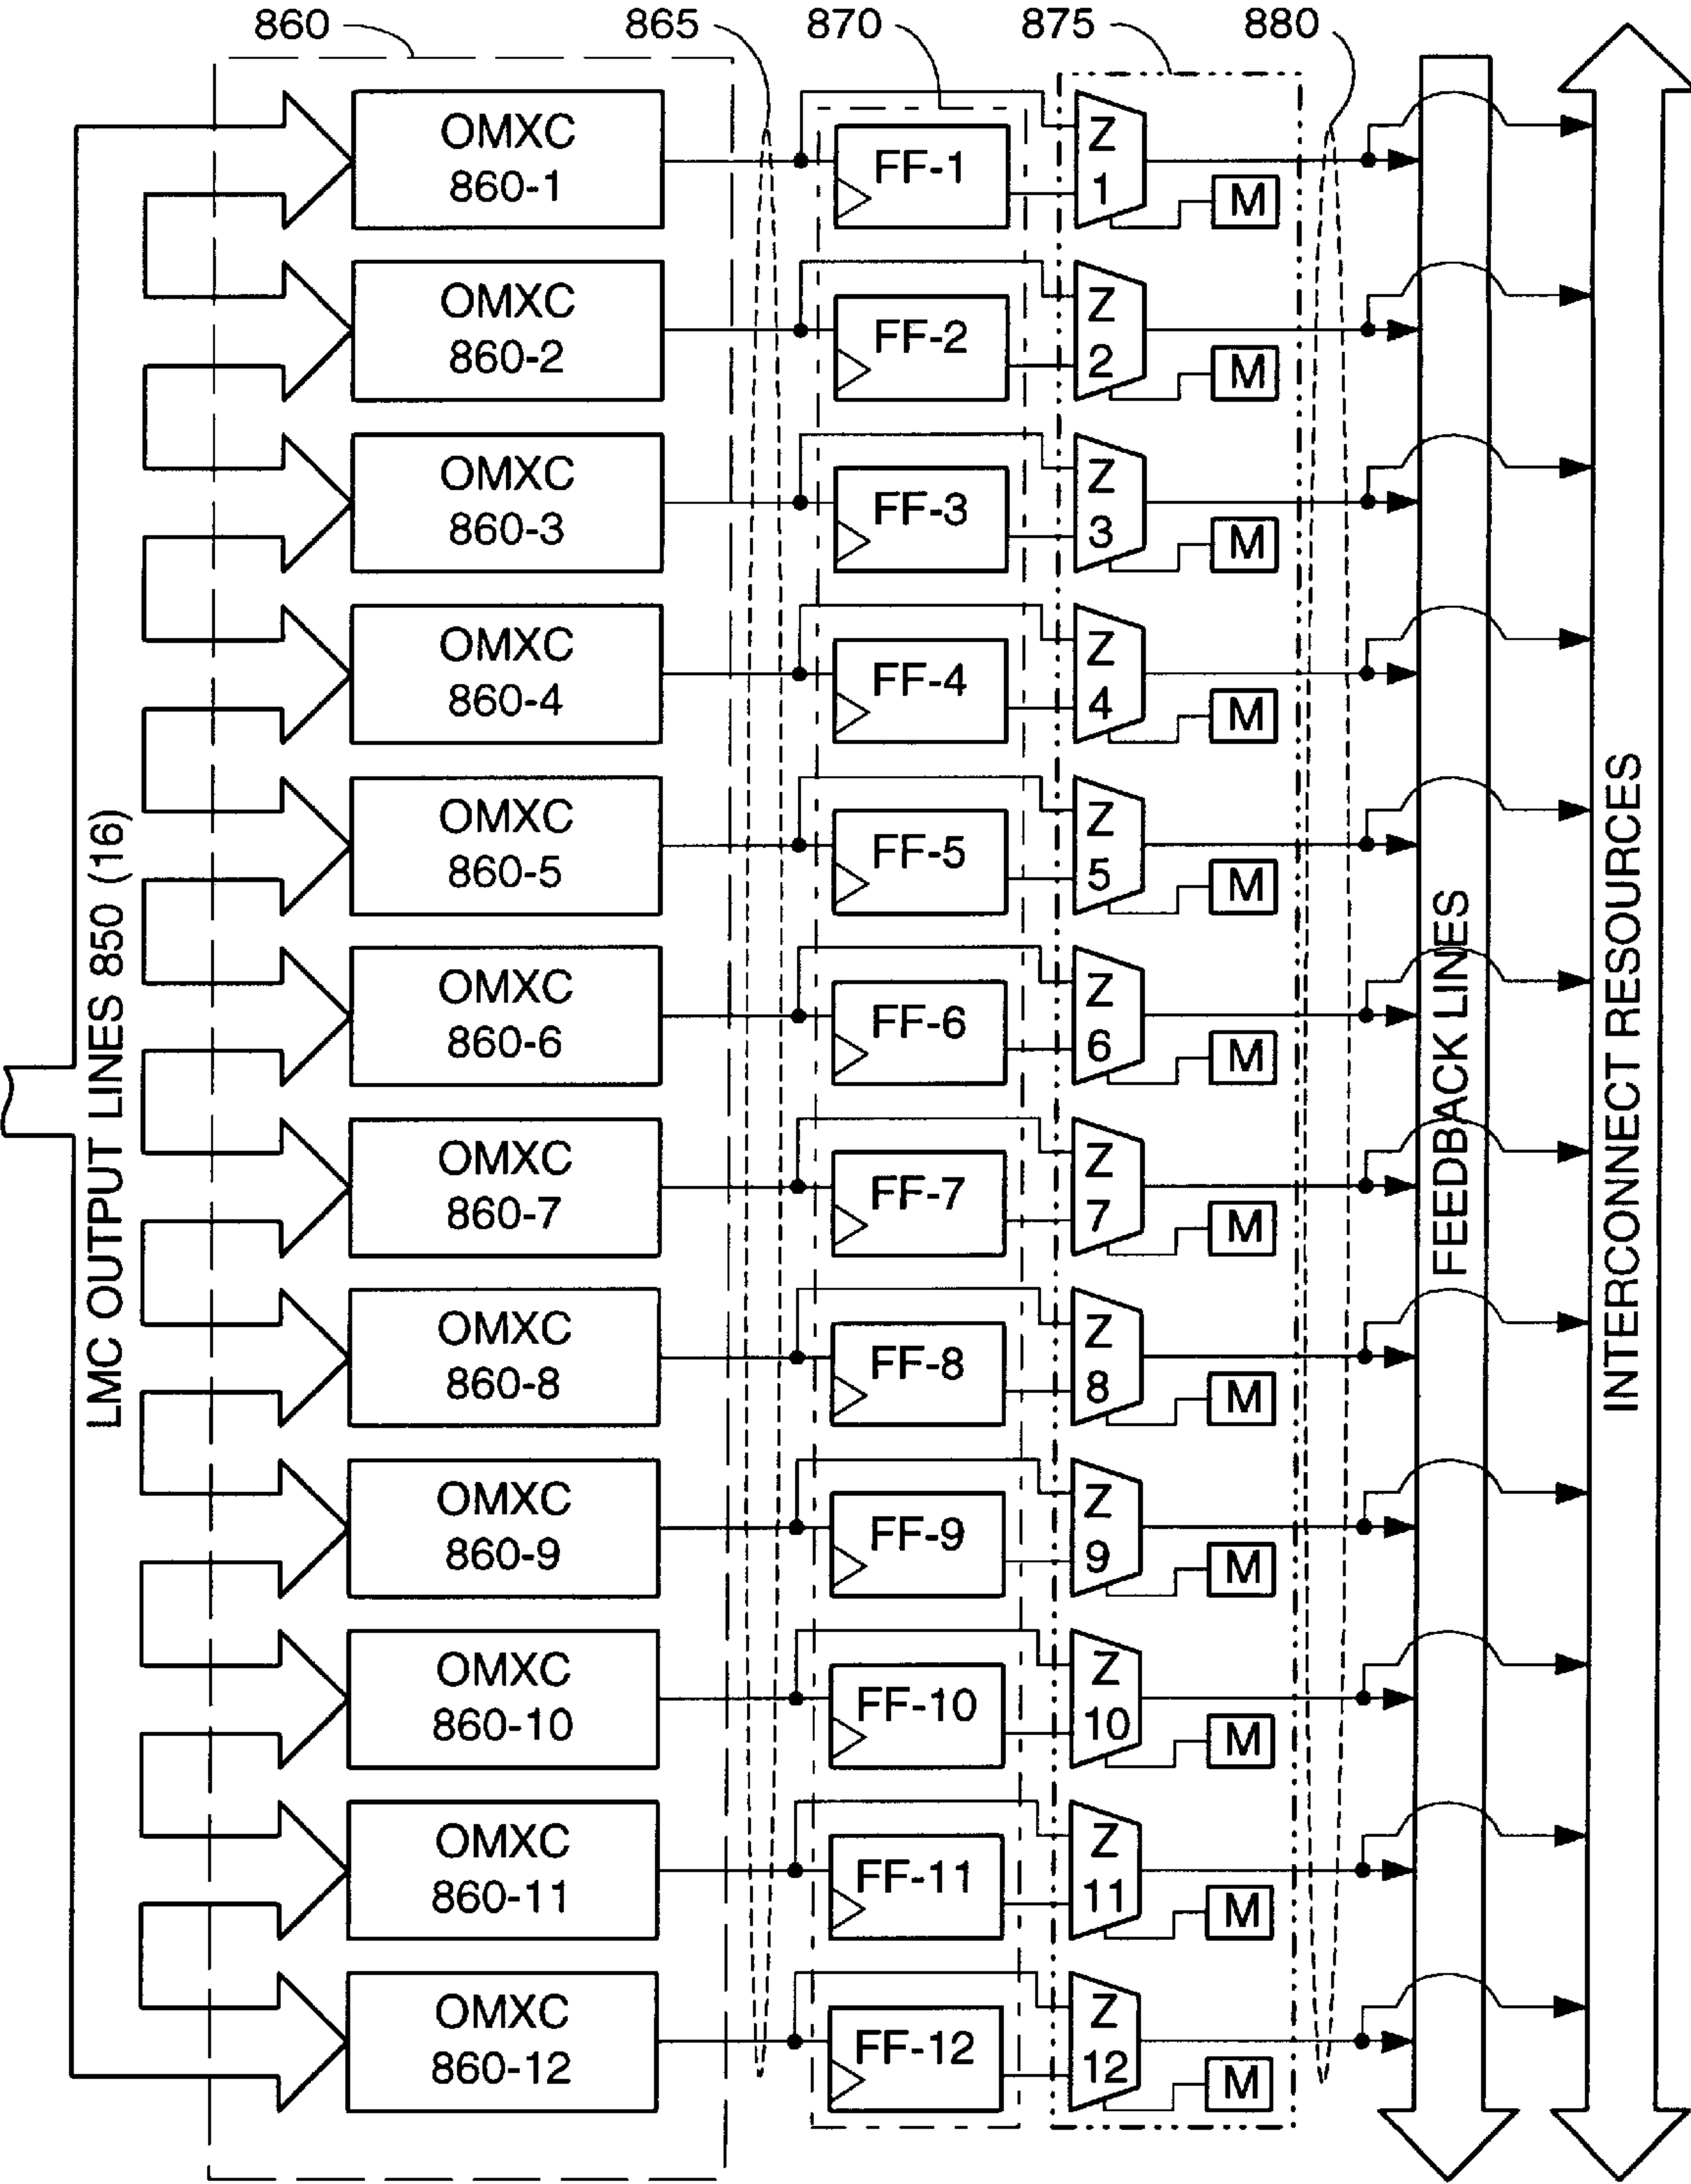 860 865 870 875 880
OMXC
860-1
FF-1
Z
1
M
OMXC
860-2
FF-2
Z
2
M
OMXC
860-3
FF-3
Z
3
M
OMXC
860-4
FF-4
Z
4
M
OMXC
860-5
FF-5
Z
5
M
OMXC
860-6
FF-6
Z
6
M
OMXC
860-7
FF-7
Z
7
M
OMXC
860-8
FF-8
Z
8
M
OMXC
860-9
FF-9
Z
9
M
OMXC
860-10
FF-10
Z
10
M
OMXC
860-11
FF-11
Z
11
M
OMXC
860-12
FF-12
Z
12
M
LMC OUTPUT LINES 850 (16)
FEEDBACK LINES
INTERCONNECT RESOURCES